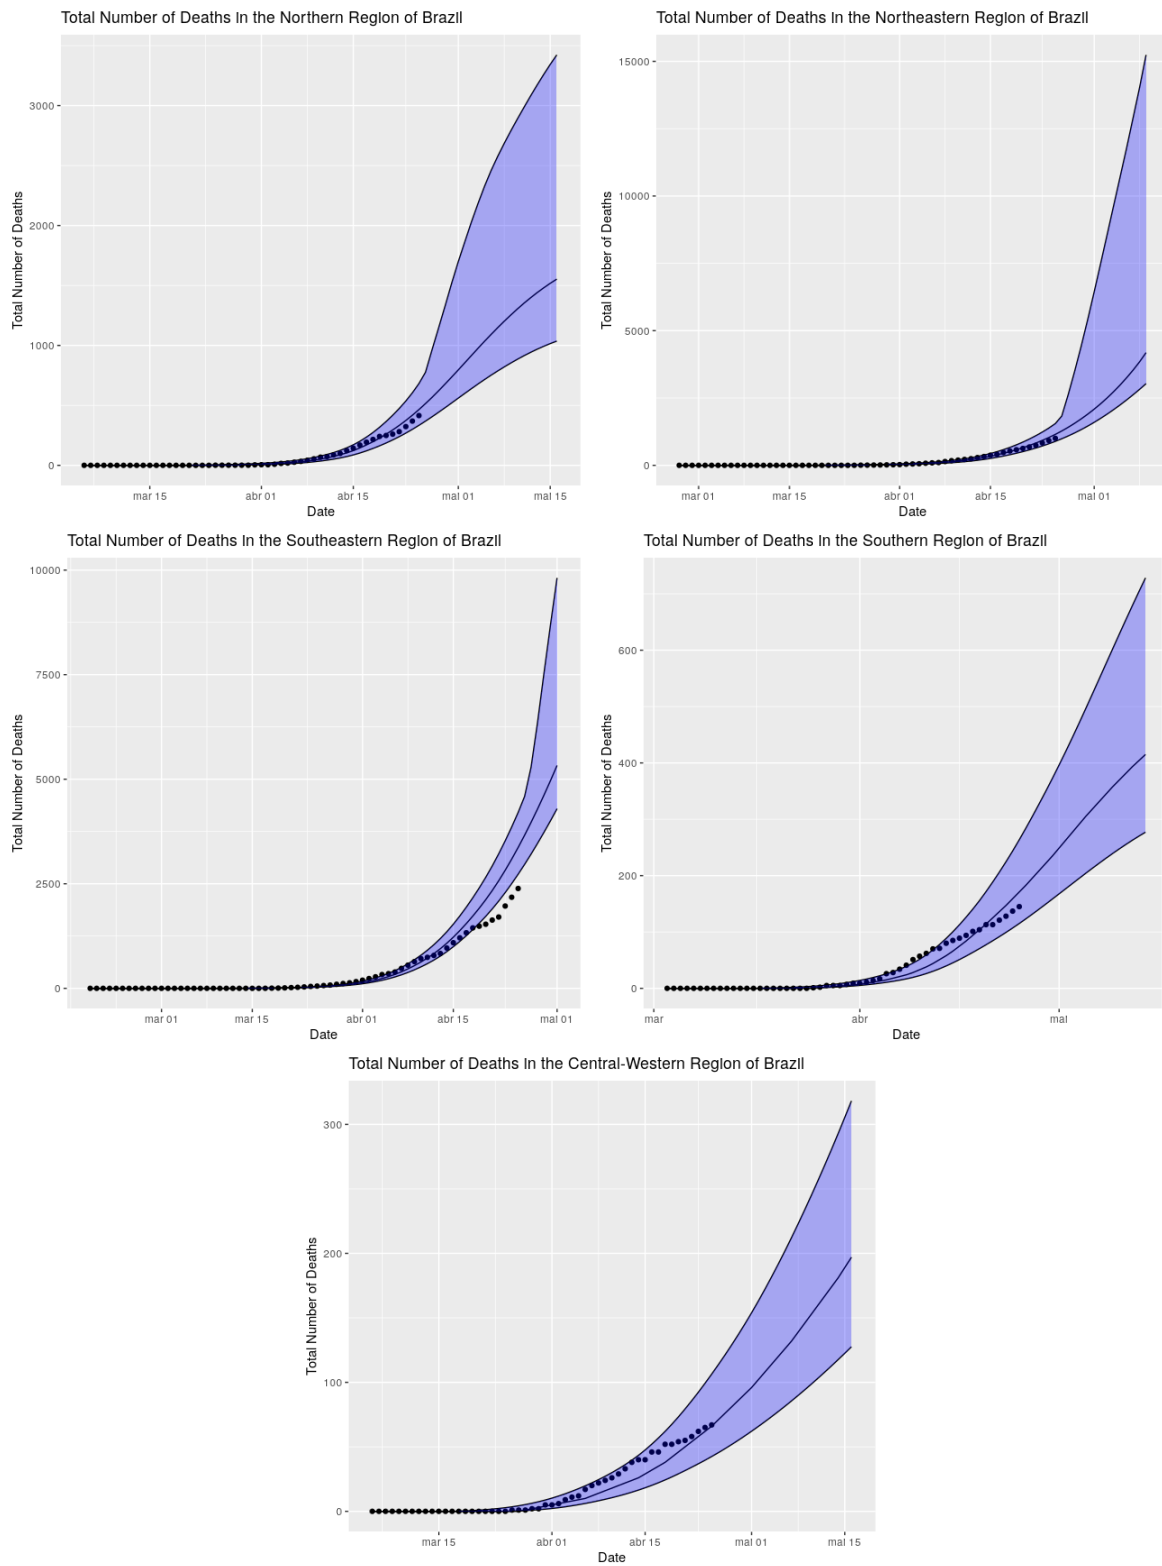 Total Number of Deaths in the Northern Region of Brazil
Total Number of Deaths
3000
2000
1000
0
mar 15
abr 01
abr 15
mai 01
mai 15
Date
Total Number of Deaths in the Northeastern Region of Brazil
Total Number of Deaths
15000
10000
5000
0
mar 01
mar 15
abr 01
abr 15
mai 01
Date
Total Number of Deaths in the Southeastern Region of Brazil
Total Number of Deaths
10000
7500
5000
2500
0
mar 01
mar 15
abr 01
abr 15
mai 01
Date
Total Number of Deaths in the Southern Region of Brazil
Total Number of Deaths
600
400
200
0
mar
abr
mai
Date
Total Number of Deaths in the Central-Western Region of Brazil
Total Number of Deaths
300
200
100
0
mar 15
abr 01
abr 15
mai 01
mai 15
Date